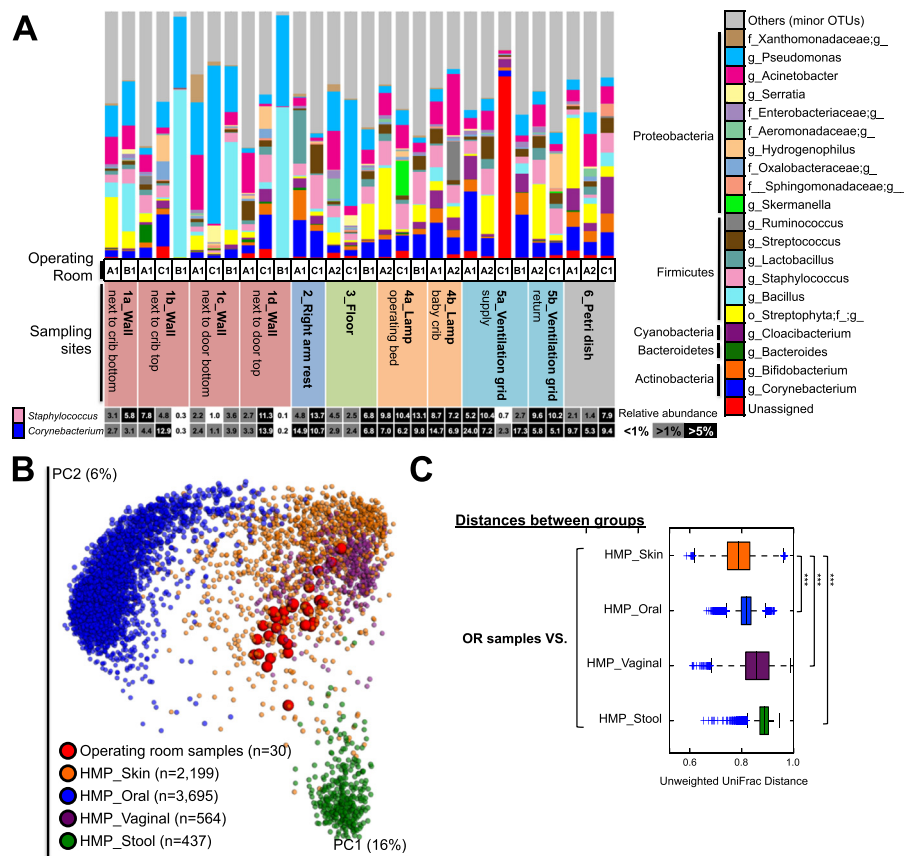 A
Operating
Room
A1 B1 A1 C1 B1 A1 C1 B1 A1 C1 B1 A1 C1 A2 C1 B1 A2 C1 A2 A1 A2 A1 A2 C1 B1 A2 C1 A1 A2 C1
Sampling
sites
1a_Wall
next to crib bottom
1b_Wall
next to crib top
1c_Wall
next to door bottom
1d_Wall
next to door top
2_Right arm rest
3_Floor
4a_Lamp
operating bed
4b_Lamp
baby crib
5a_Ventilation grid
supply
5b_Ventilation grid
return
6_Petri dish
Staphylococcus 3.1 5.8 7.8 4.8 0.3 2.2 1.0 3.6 2.7 11.3 0.1 4.8 13.7 4.5 2.5 6.8 9.8 10.4 13.1 8.7 7.2 5.2 10.4 0.7 2.7 9.6 10.2 2.1 1.4 7.9
Corynebacterium 2.7 3.1 4.4 12.9 0.3 2.4 1.1 3.9 3.3 13.9 0.2 14.9 10.7 2.9 2.4 6.8 7.0 6.2 9.8 14.7 6.9 24.0 7.2 2.3 17.3 5.8 5.1 9.7 5.3 9.4
Relative abundance
<1% >1% >5%
Others (minor OTUs)
f_Xanthomonadaceae;g_
g_Pseudomonas
g_Acinetobacter
g_Serratia
f_Enterobacteriaceae;g_
f_Aeromonadaceae;g_
g_Hydrogenophilus
f_Oxalobacteraceae;g_
f__Sphingomonadaceae;g__
g_Skermanella
g_Ruminococcus
g_Streptococcus
g_Lactobacillus
g_Staphylococcus
g_Bacillus
o_Streptophyta;f_;g_
g_Cloacibacterium
g_Bacteroides
g_Bifidobacterium
g_Corynebacterium
Unassigned
Proteobacteria
Firmicutes
Cyanobacteria
Bacteroidetes
Actinobacteria
B
PC2 (6%)
Operating room samples (n=30)
HMP_Skin (n=2,199)
HMP_Oral (n=3,695)
HMP_Vaginal (n=564)
HMP_Stool (n=437)
PC1 (16%)
C
Distances between groups
OR samples VS.
HMP_Skin
HMP_Oral
HMP_Vaginal
HMP_Stool
***
***
***
0.6 0.8 1.0
Unweighted UniFrac Distance